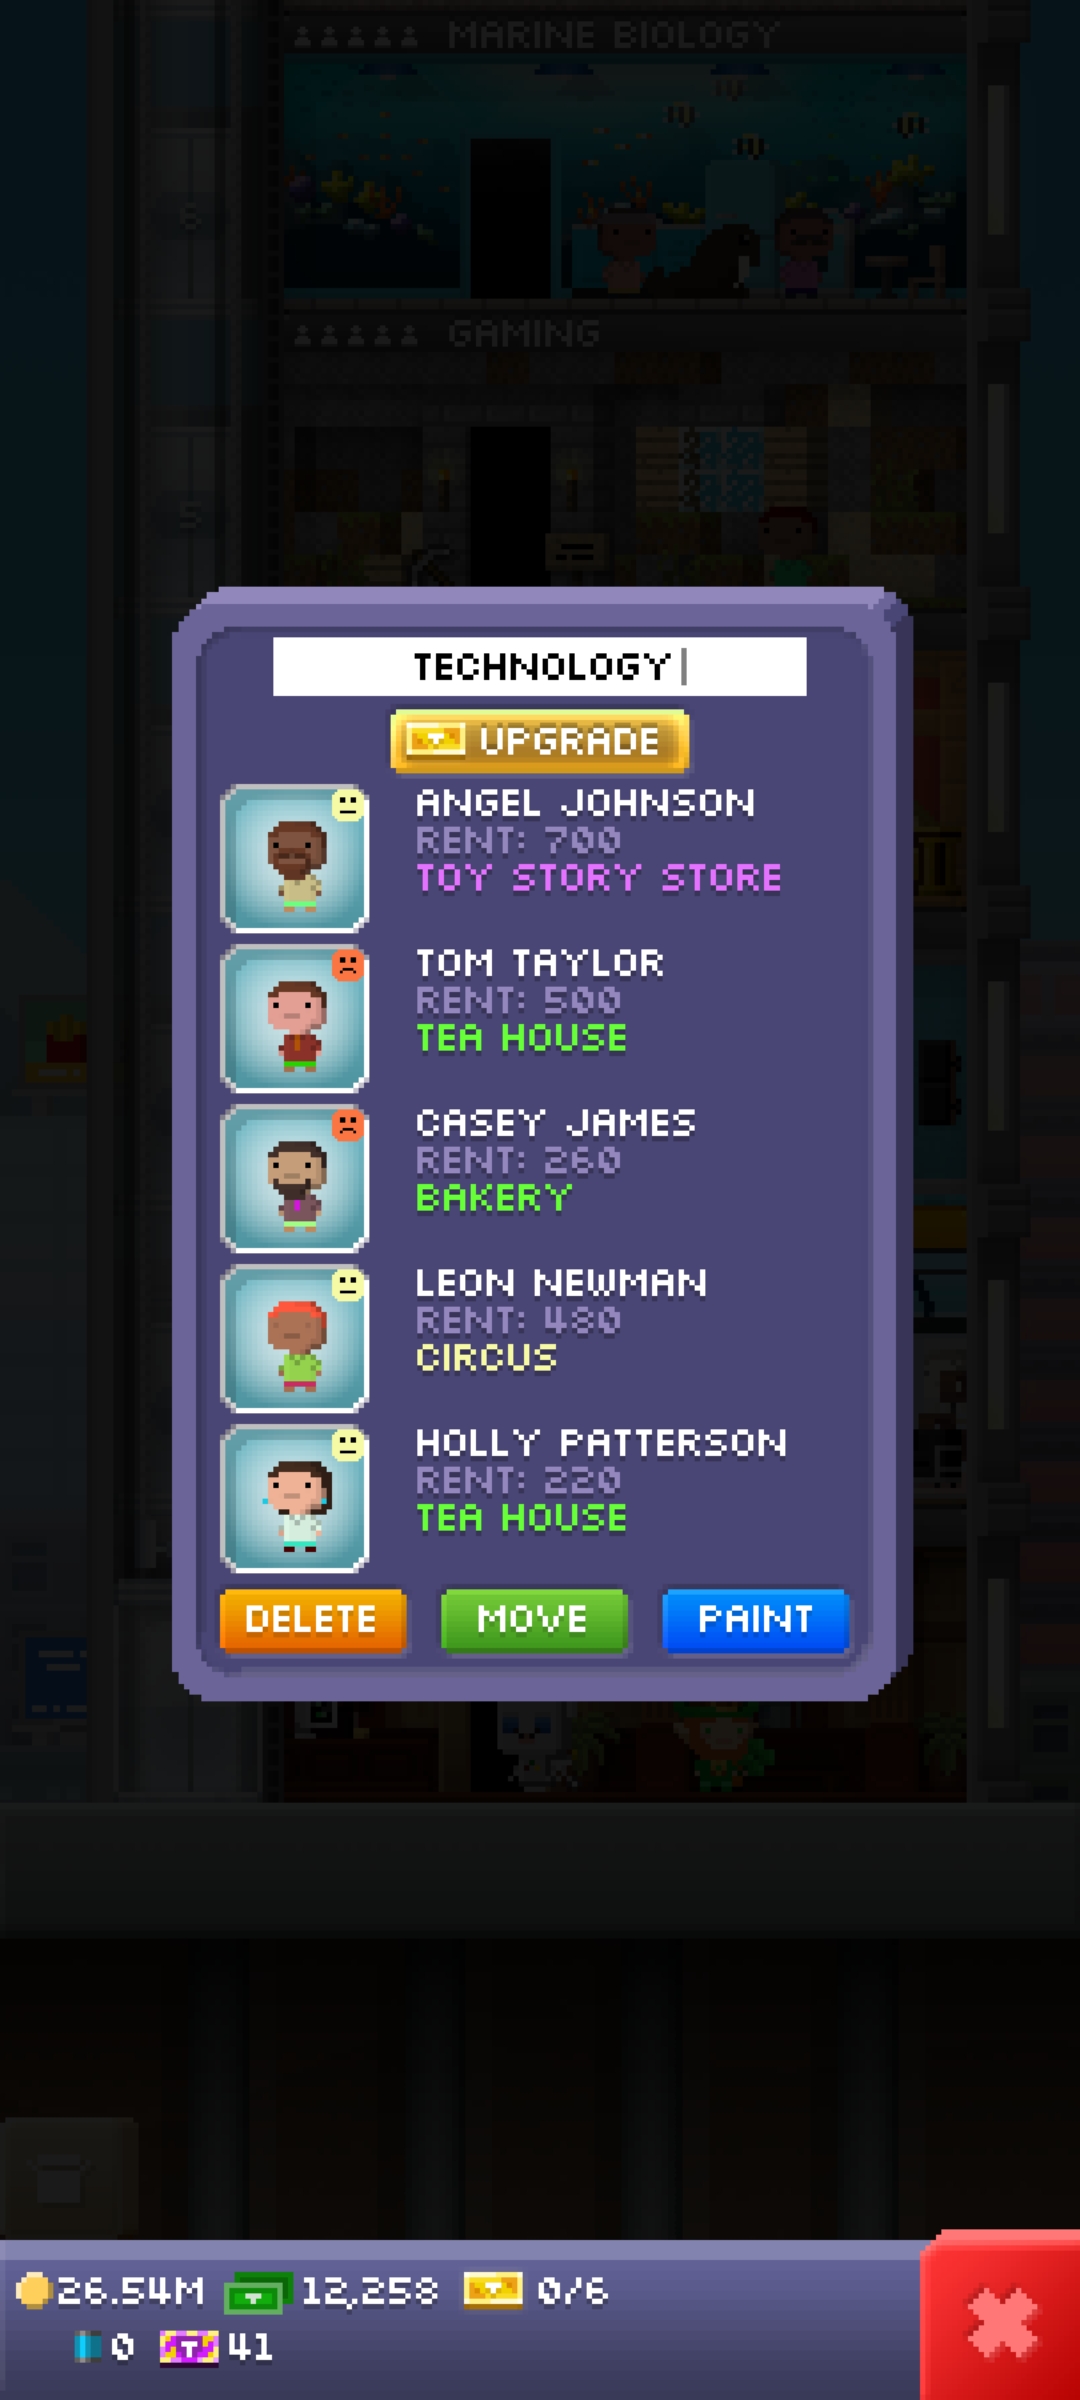 MARINE BIOLOGY
6
GAMING
5
TECHNOLOGY
UPGRADE
ANGEL JOHNSON
RENT: 700
TOY STORY STORE
TOM TAYLOR
RENT: 500
TEA HOUSE
CASEY JAMES
RENT: 260
BAKERY
LEON NEWMAN
RENT: 480
CIRCUS
HOLLY PATTERSON
RENT: 220
TEA HOUSE
DELETE MOVE PAINT
26.54M 12,258 0/6
0 T 41